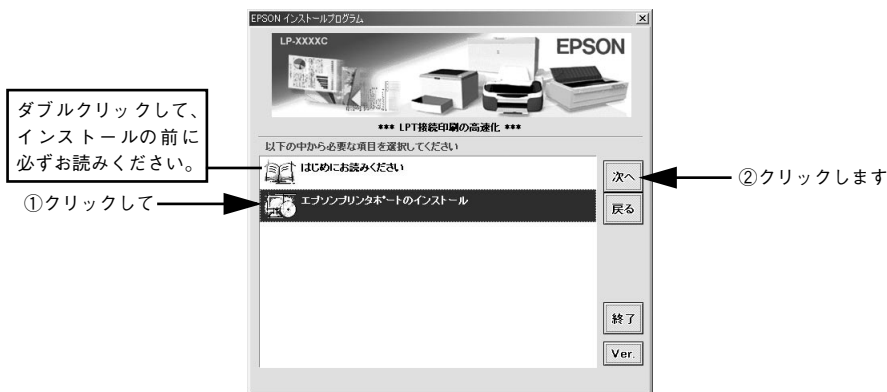 EPSON インストールプログラム
LP-XXXXC
EPSON
*** LPT接続印刷の高速化 ***
以下の中から必要な項目を選択してください
ダブルクリックして、
インストールの前に
必ずお読みください。
はじめにお読みください
①クリックして
エプソンプリンタポートのインストール
次へ
②クリックします
戻る
終了
Ver.